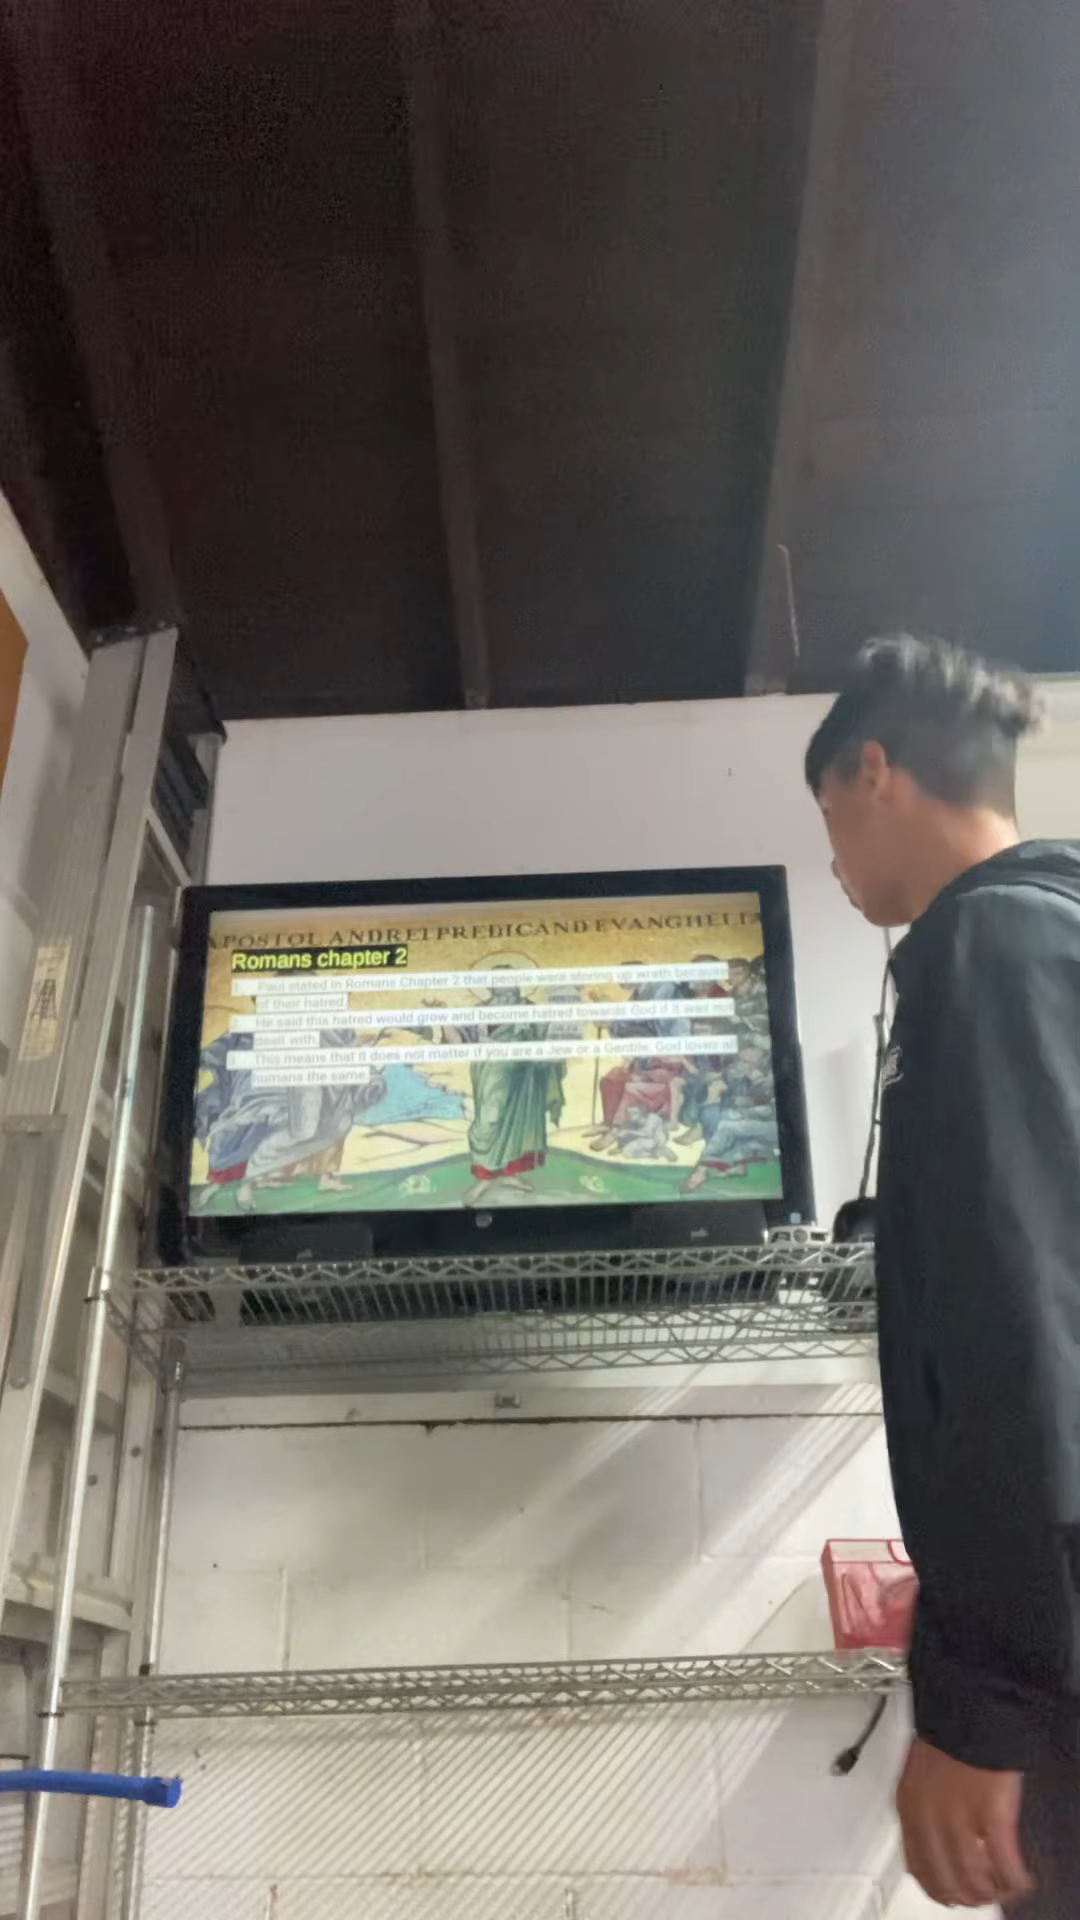 APOSTOL ANDREI PREDICAND EVANGHELIA
Romans chapter 2
1. Paul stated in Romans Chapter 2 that people were storing up wrath because
of their hatred.
2. He said this hatred would grow and become hatred towards God if it was not
dealt with.
3. This means that it does not matter if you are a Jew or a Gentile, God loves all
humans the same.